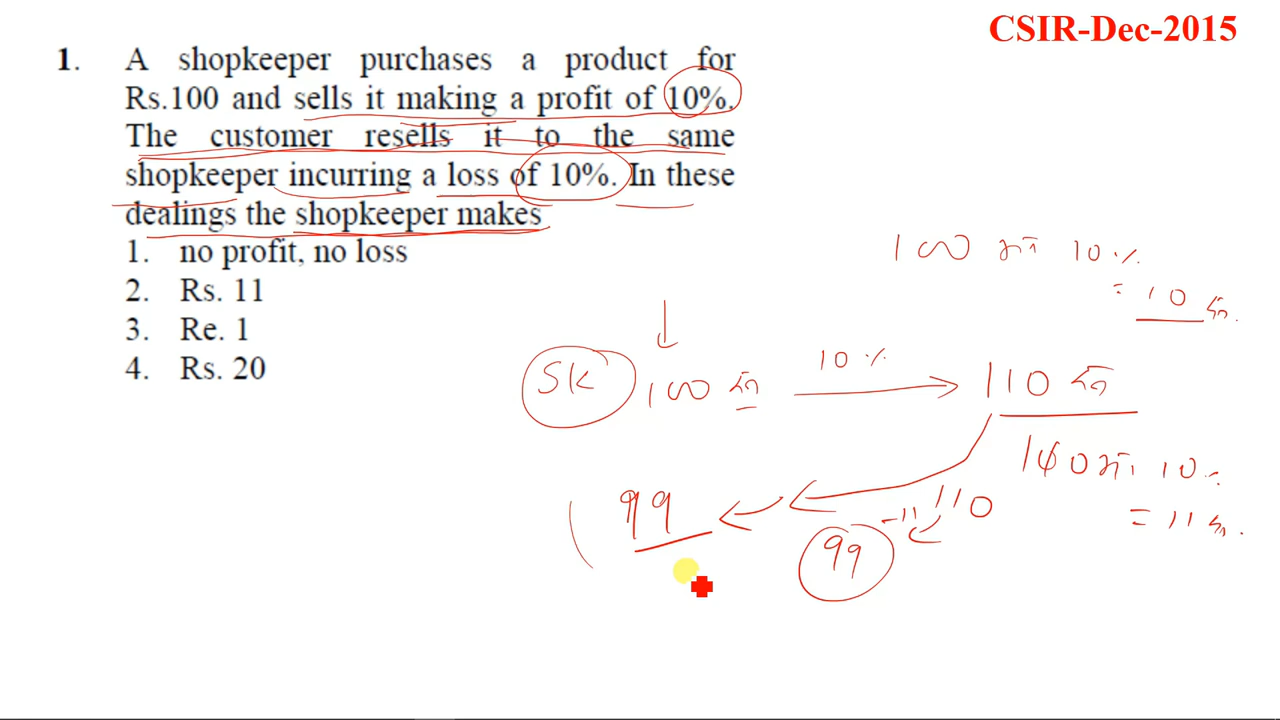 CSIR-Dec-2015
1. A shopkeeper purchases a product for
Rs.100 and sells it making a profit of 10%.
The customer resells it to the same
shopkeeper incurring a loss of 10%. In these
dealings the shopkeeper makes
1. no profit, no loss
2. Rs. 11
3. Re. 1
4. Rs. 20
100 ના 10%
= 10 રૂ.
SK 100 રૂ 10% 110 રૂ
110 ના 10%
= 11 રૂ.
99
110
-11
99